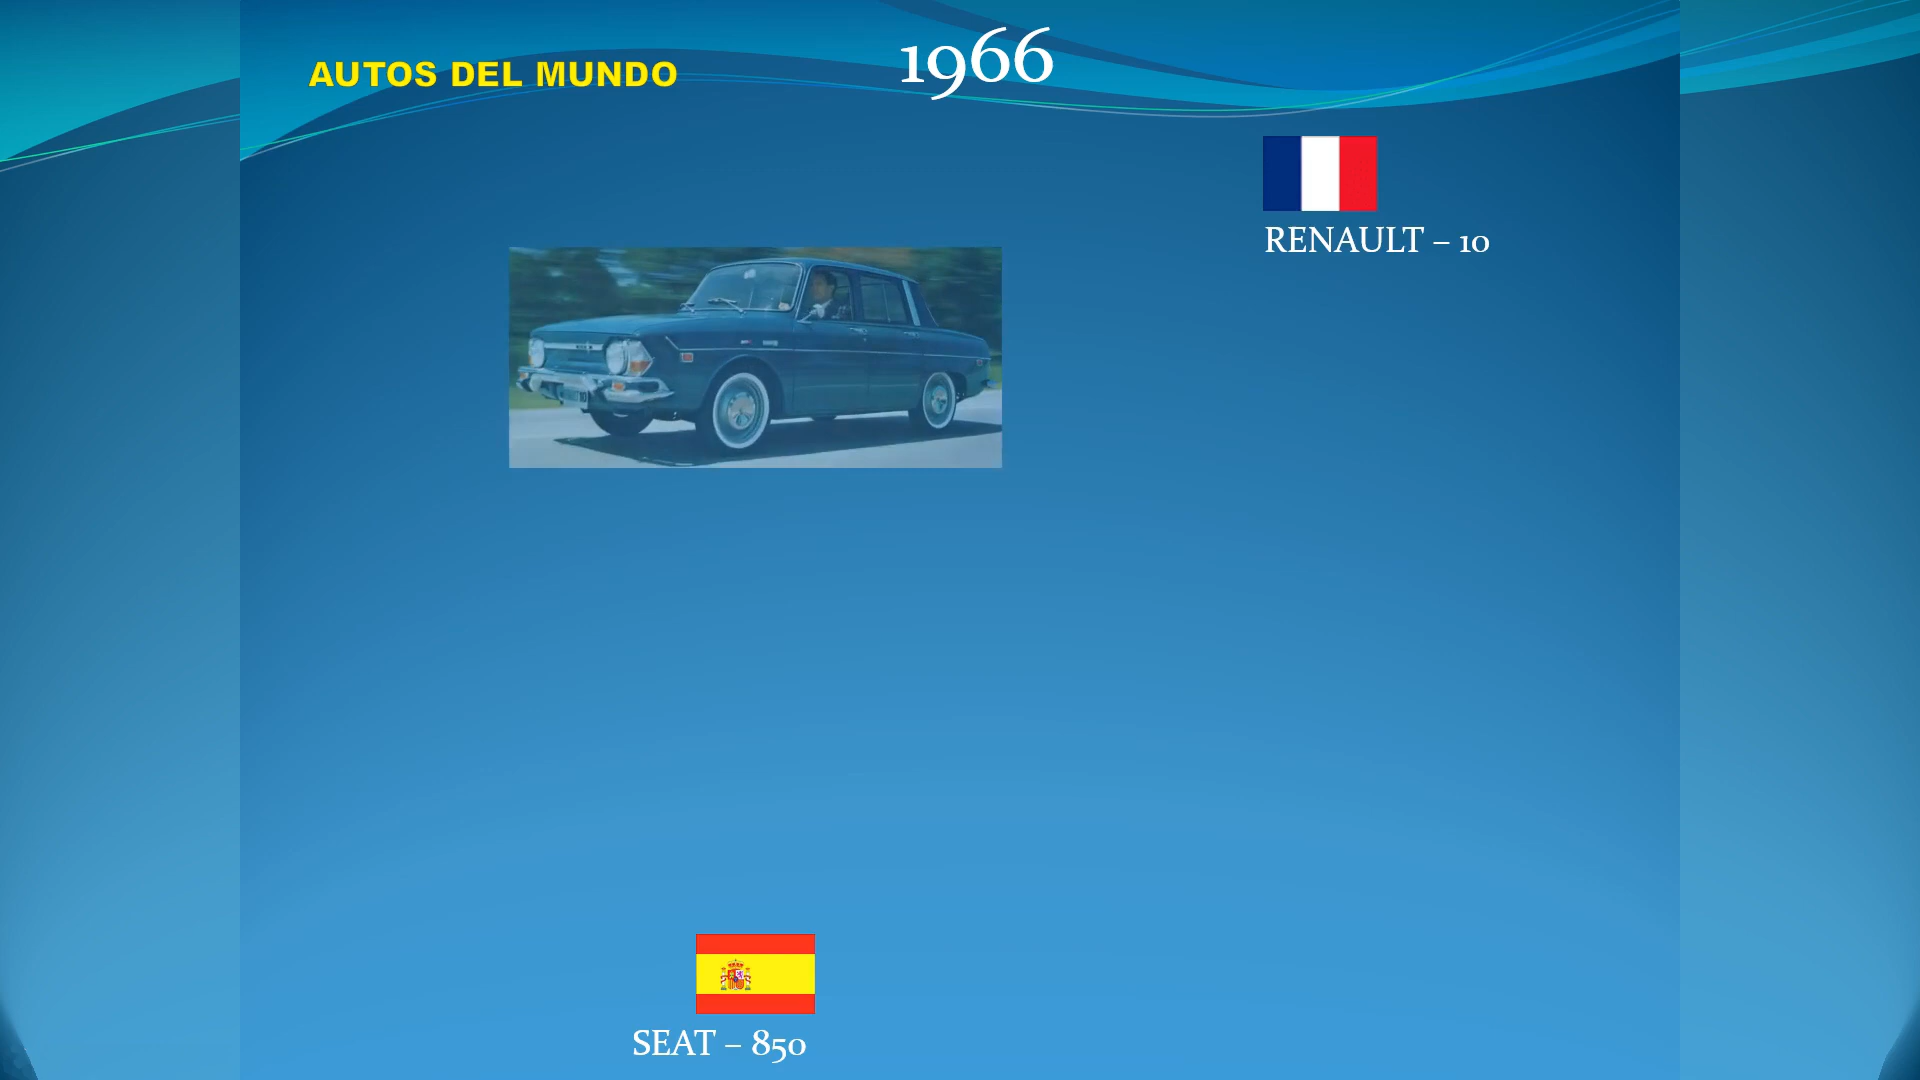 AUTOS DEL MUNDO
1966
RENAULT – 10
SEAT – 850